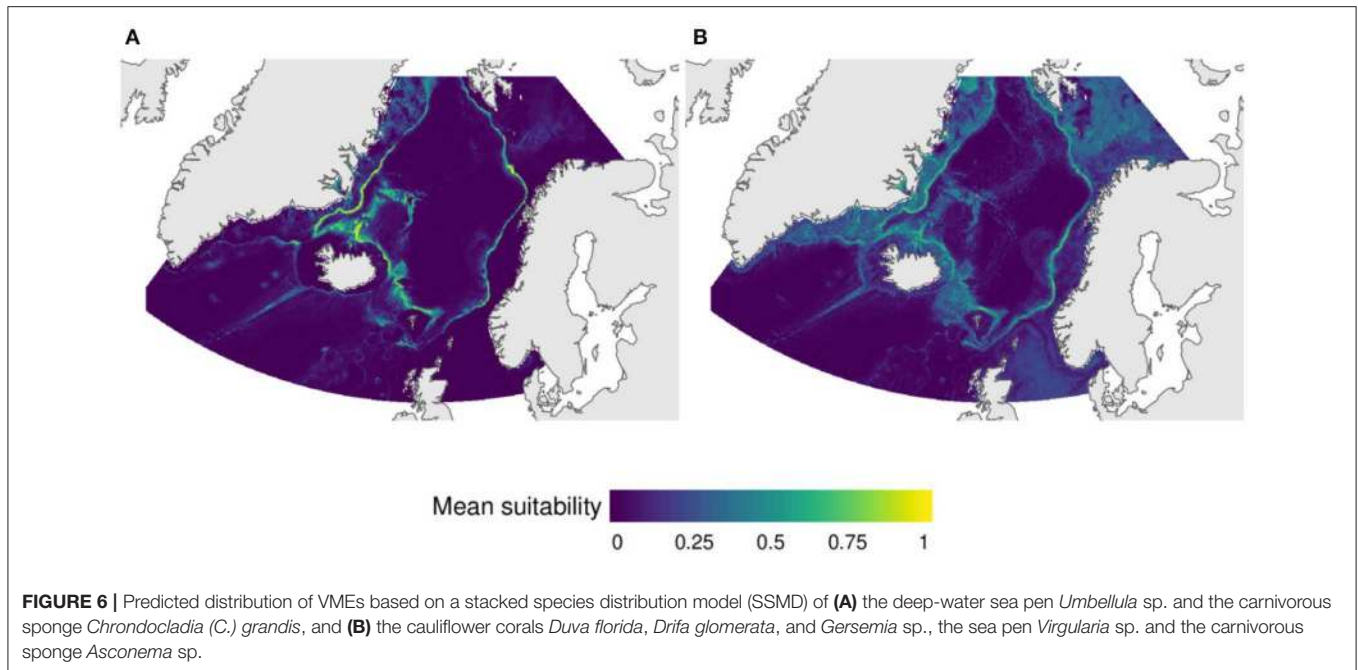 A
B
Mean suitability
0 0.25 0.5 0.75 1
FIGURE 6 | Predicted distribution of VMEs based on a stacked species distribution model (SSMD) of (A) the deep-water sea pen Umbellula sp. and the carnivorous
sponge Chrondocladia (C.) grandis, and (B) the cauliflower corals Duva florida, Drifa glomerata, and Gersemia sp., the sea pen Virgularia sp. and the carnivorous
sponge Asconema sp.